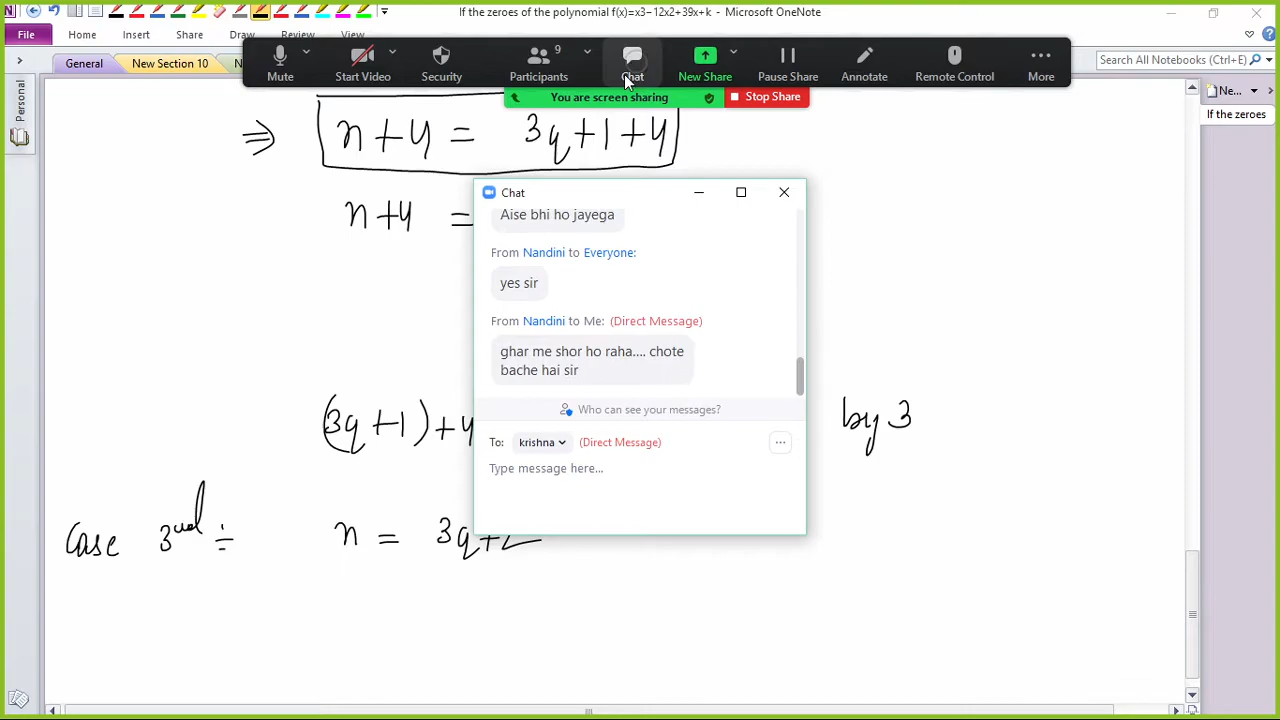 If the zeroes of the polynomial f(x)=x3−12x2+39x+k - Microsoft OneNote
File Home Insert Share Draw Review View
Mute Start Video Security Participants 9 Chat New Share Pause Share Annotate Remote Control More
General New Section 10
Search All Notebooks (Ctrl+E)
You are screen sharing Stop Share
Personal
Ne...
If the zeroes
⇒ n+4 = 3q+1+4
n+4 =
Chat
Aise bhi ho jayega
From Nandini to Everyone:
yes sir
From Nandini to Me: (Direct Message)
ghar me shor ho raha.... chote
bache hai sir
Who can see your messages?
To: krishna (Direct Message)
Type message here...
(3q+1)+4 by 3
Case 3rd ÷ n = 3q+2